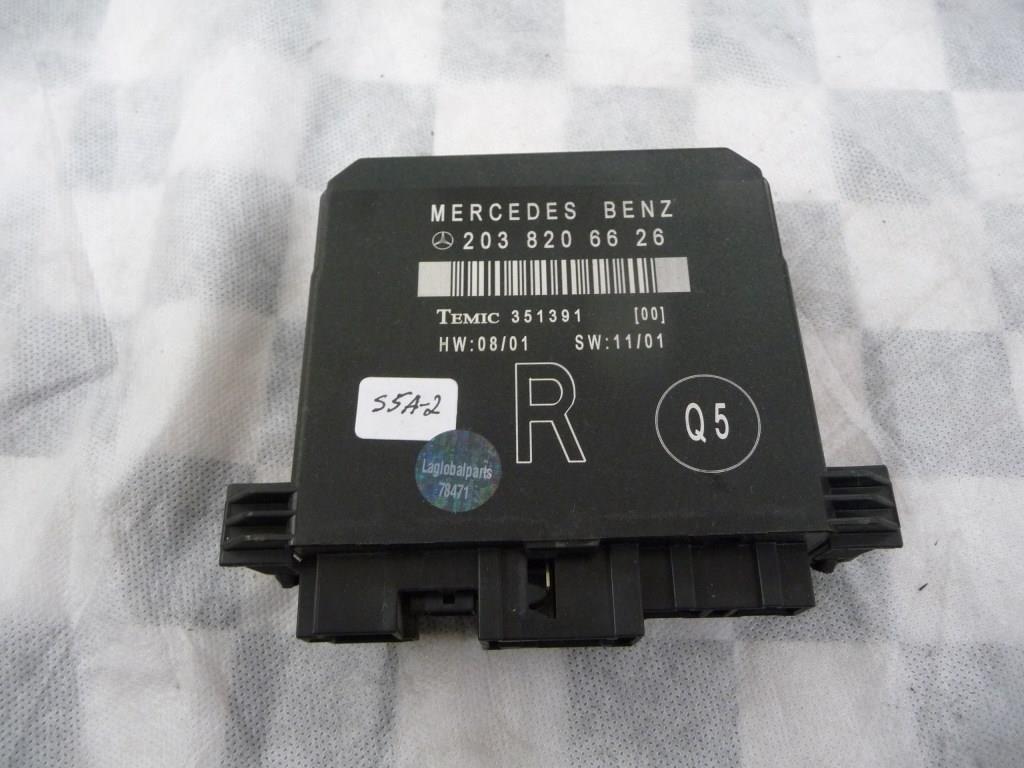 MERCEDES BENZ
203 820 66 26
TEMIC 351391 [00]
HW:08/01 SW:11/01
R
Q5
S5A-2
Laglobalparts
78471